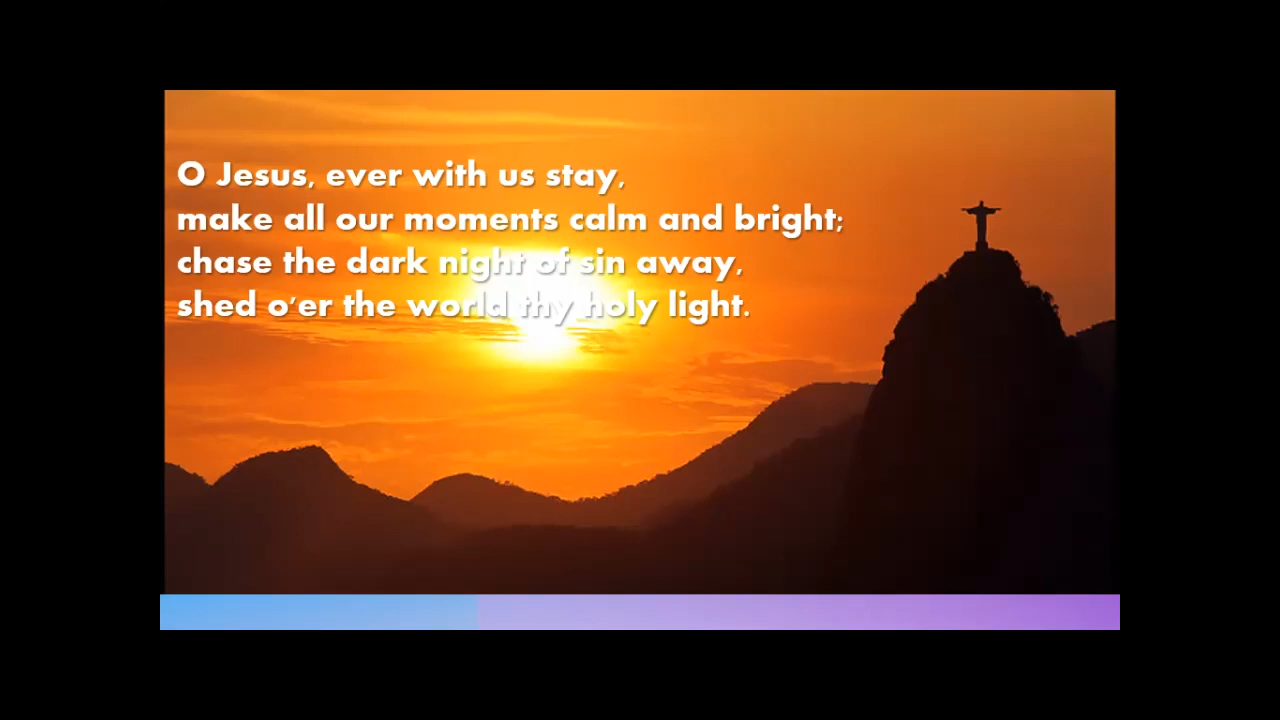 O Jesus, ever with us stay,
make all our moments calm and bright;
chase the dark night of sin away,
shed o'er the world thy holy light.